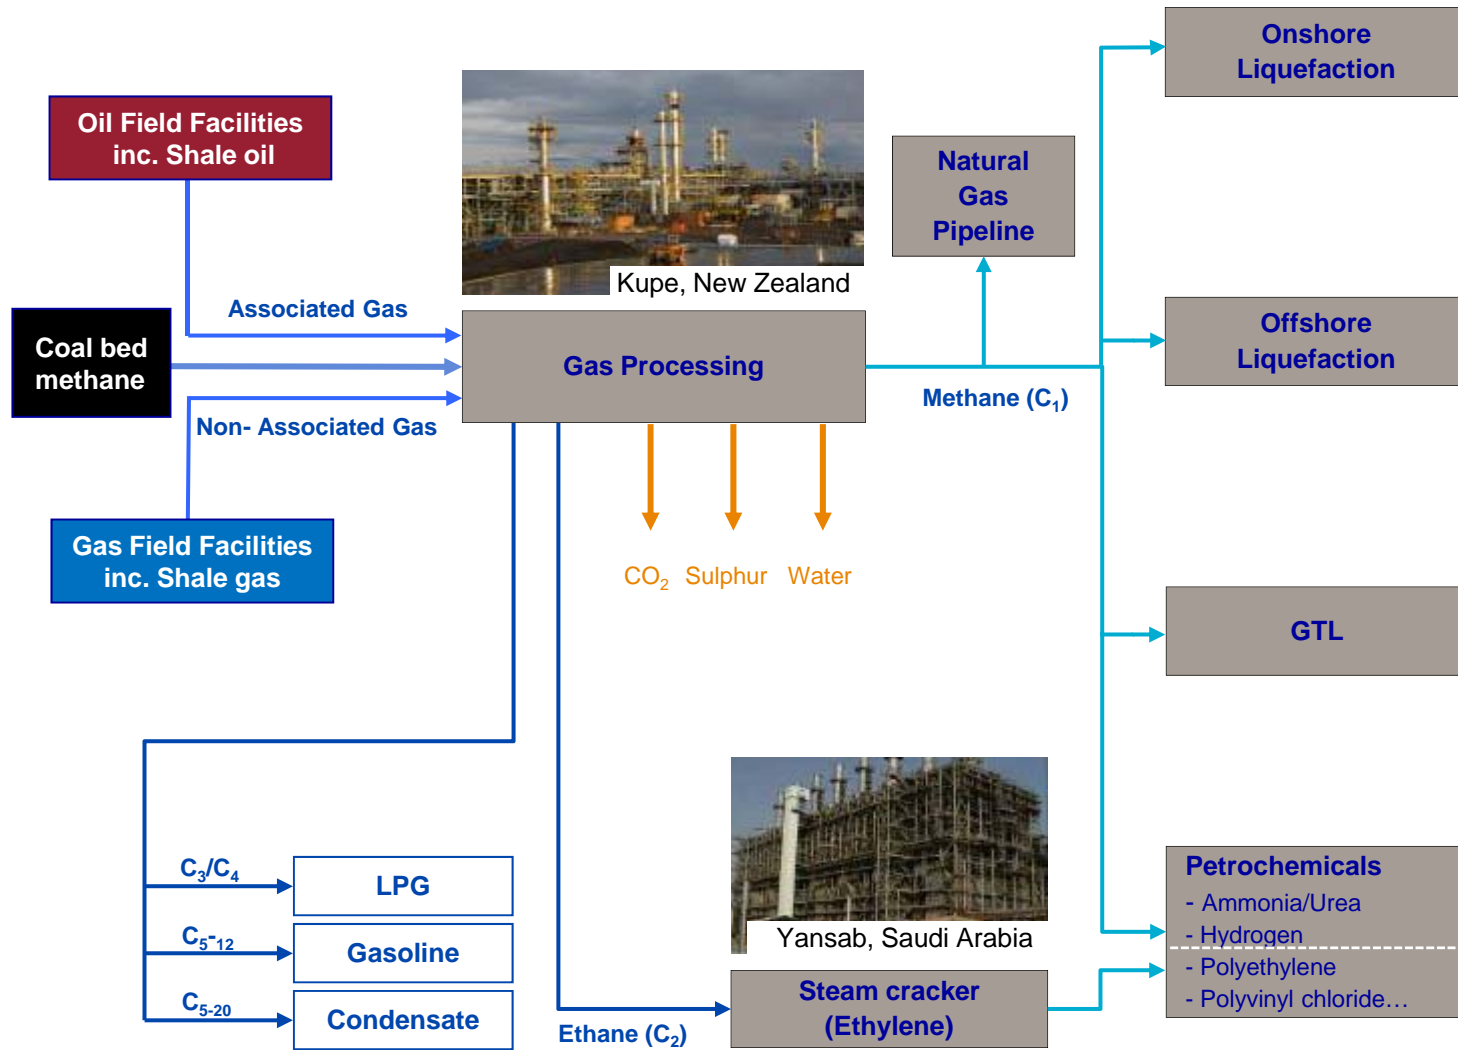 Onshore
Liquefaction
Oil Field Facilities
inc. Shale oil
Natural
Gas
Pipeline
Kupe, New Zealand
Associated Gas
Coal bed
methane
Gas Processing
Offshore
Liquefaction
Methane (C₁)
Non- Associated Gas
Gas Field Facilities
inc. Shale gas
CO₂ Sulphur Water
GTL
C₃/C₄
LPG
C₅-₁₂
Gasoline
C₅₋₂₀
Condensate
Yansab, Saudi Arabia
Steam cracker
(Ethylene)
Ethane (C₂)
Petrochemicals
- Ammonia/Urea
- Hydrogen
- Polyethylene
- Polyvinyl chloride…